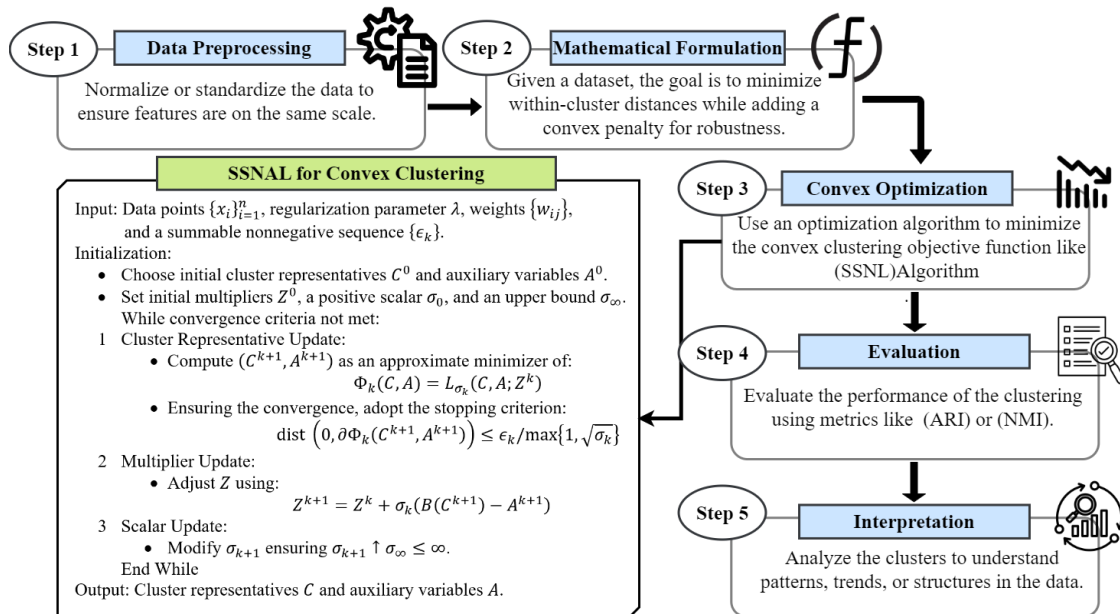 Step 1
Data Preprocessing
Normalize or standardize the data to
ensure features are on the same scale.
Step 2
Mathematical Formulation
Given a dataset, the goal is to minimize
within-cluster distances while adding a
convex penalty for robustness.
Step 3
Convex Optimization
Use an optimization algorithm to minimize
the convex clustering objective function like
(SSNL)Algorithm
Step 4
Evaluation
Evaluate the performance of the clustering
using metrics like (ARI) or (NMI).
Step 5
Interpretation
Analyze the clusters to understand
patterns, trends, or structures in the data.
SSNAL for Convex Clustering
Input: Data points {x_i}_{i=1}^n, regularization parameter λ, weights {w_{ij}},
and a summable nonnegative sequence {ϵ_k}.
Initialization:
• Choose initial cluster representatives C^0 and auxiliary variables A^0.
• Set initial multipliers Z^0, a positive scalar σ_0, and an upper bound σ_∞.
While convergence criteria not met:
1 Cluster Representative Update:
• Compute (C^{k+1}, A^{k+1}) as an approximate minimizer of:
Φ_k(C, A) = L_{σ_k}(C, A; Z^k)
• Ensuring the convergence, adopt the stopping criterion:
dist (0, ∂Φ_k(C^{k+1}, A^{k+1})) ≤ ϵ_k/max{1, √σ_k}
2 Multiplier Update:
• Adjust Z using:
Z^{k+1} = Z^k + σ_k(B(C^{k+1}) − A^{k+1})
3 Scalar Update:
• Modify σ_{k+1} ensuring σ_{k+1} ↑ σ_∞ ≤ ∞.
End While
Output: Cluster representatives C and auxiliary variables A.